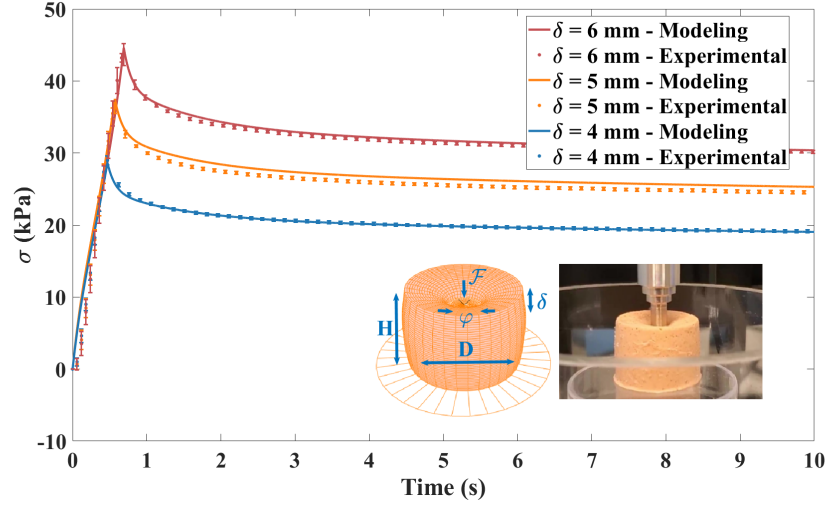 50
40
30
20
10
0
-10
σ (kPa)
δ = 6 mm - Modeling
δ = 6 mm - Experimental
δ = 5 mm - Modeling
δ = 5 mm - Experimental
δ = 4 mm - Modeling
δ = 4 mm - Experimental
ℱ
H
δ
φ
D
0 1 2 3 4 5 6 7 8 9 10
Time (s)